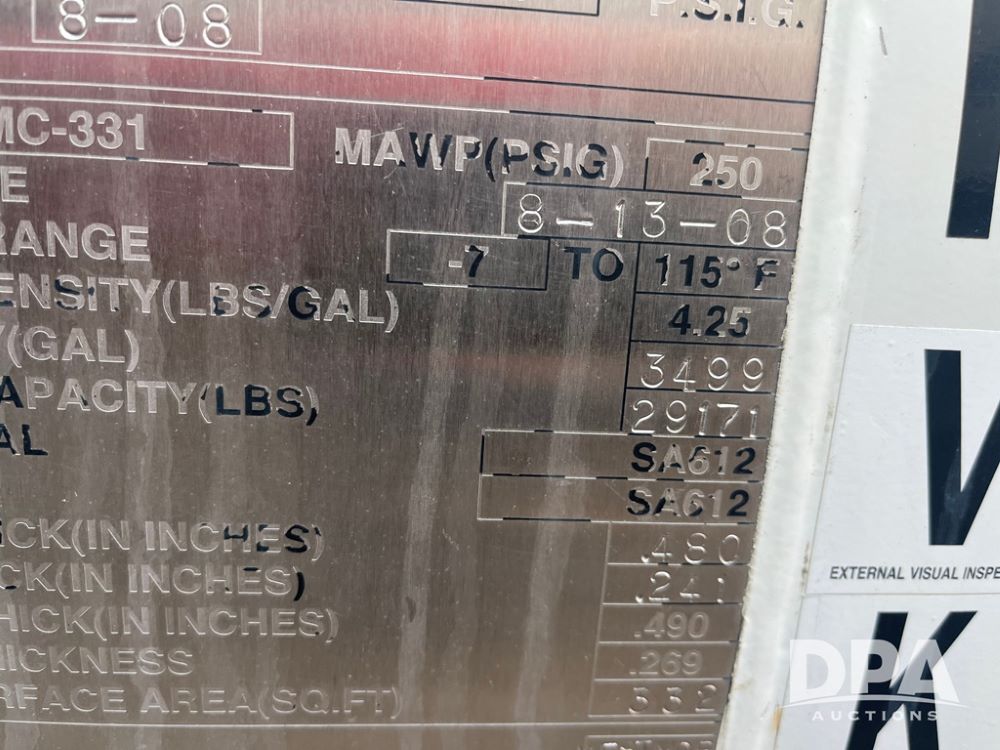 8-08
P.S.I.G.
MC-331 MAWP(PSIG) 250
8-13-08
RANGE -7 TO 115° F
ENSITY(LBS/GAL) 4.25
(GAL) 3499
APACITY(LBS) 29171
AL SA612
SA612
CK(IN INCHES) .480
CK(IN INCHES) .241
HICK(IN INCHES) .490
HICKNESS .269
RFACE AREA(SQ.FT) 332
V
EXTERNAL VISUAL INSPE
K
DPA
AUCTIONS